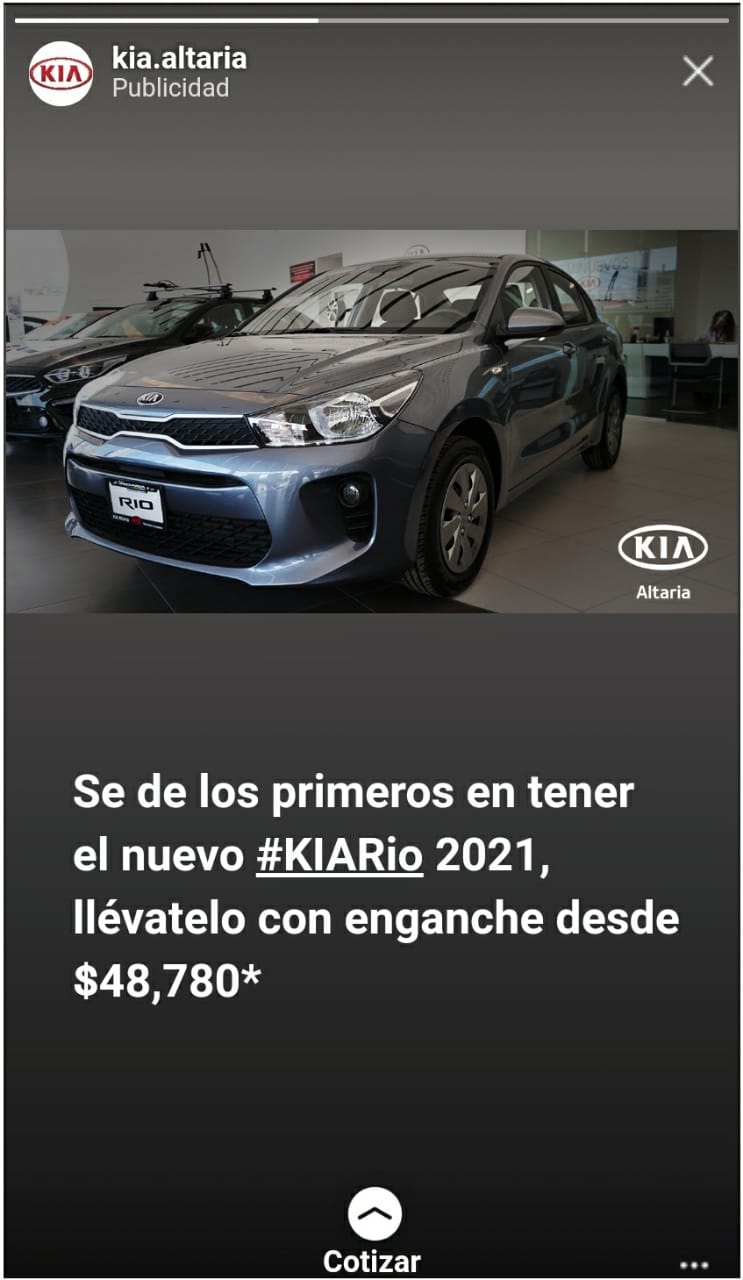 KIA
kia.altaria
Publicidad
KIA
RIO
KIA
Altaria
Se de los primeros en tener
el nuevo #KIARio 2021,
llévatelo con enganche desde
$48,780*
Cotizar